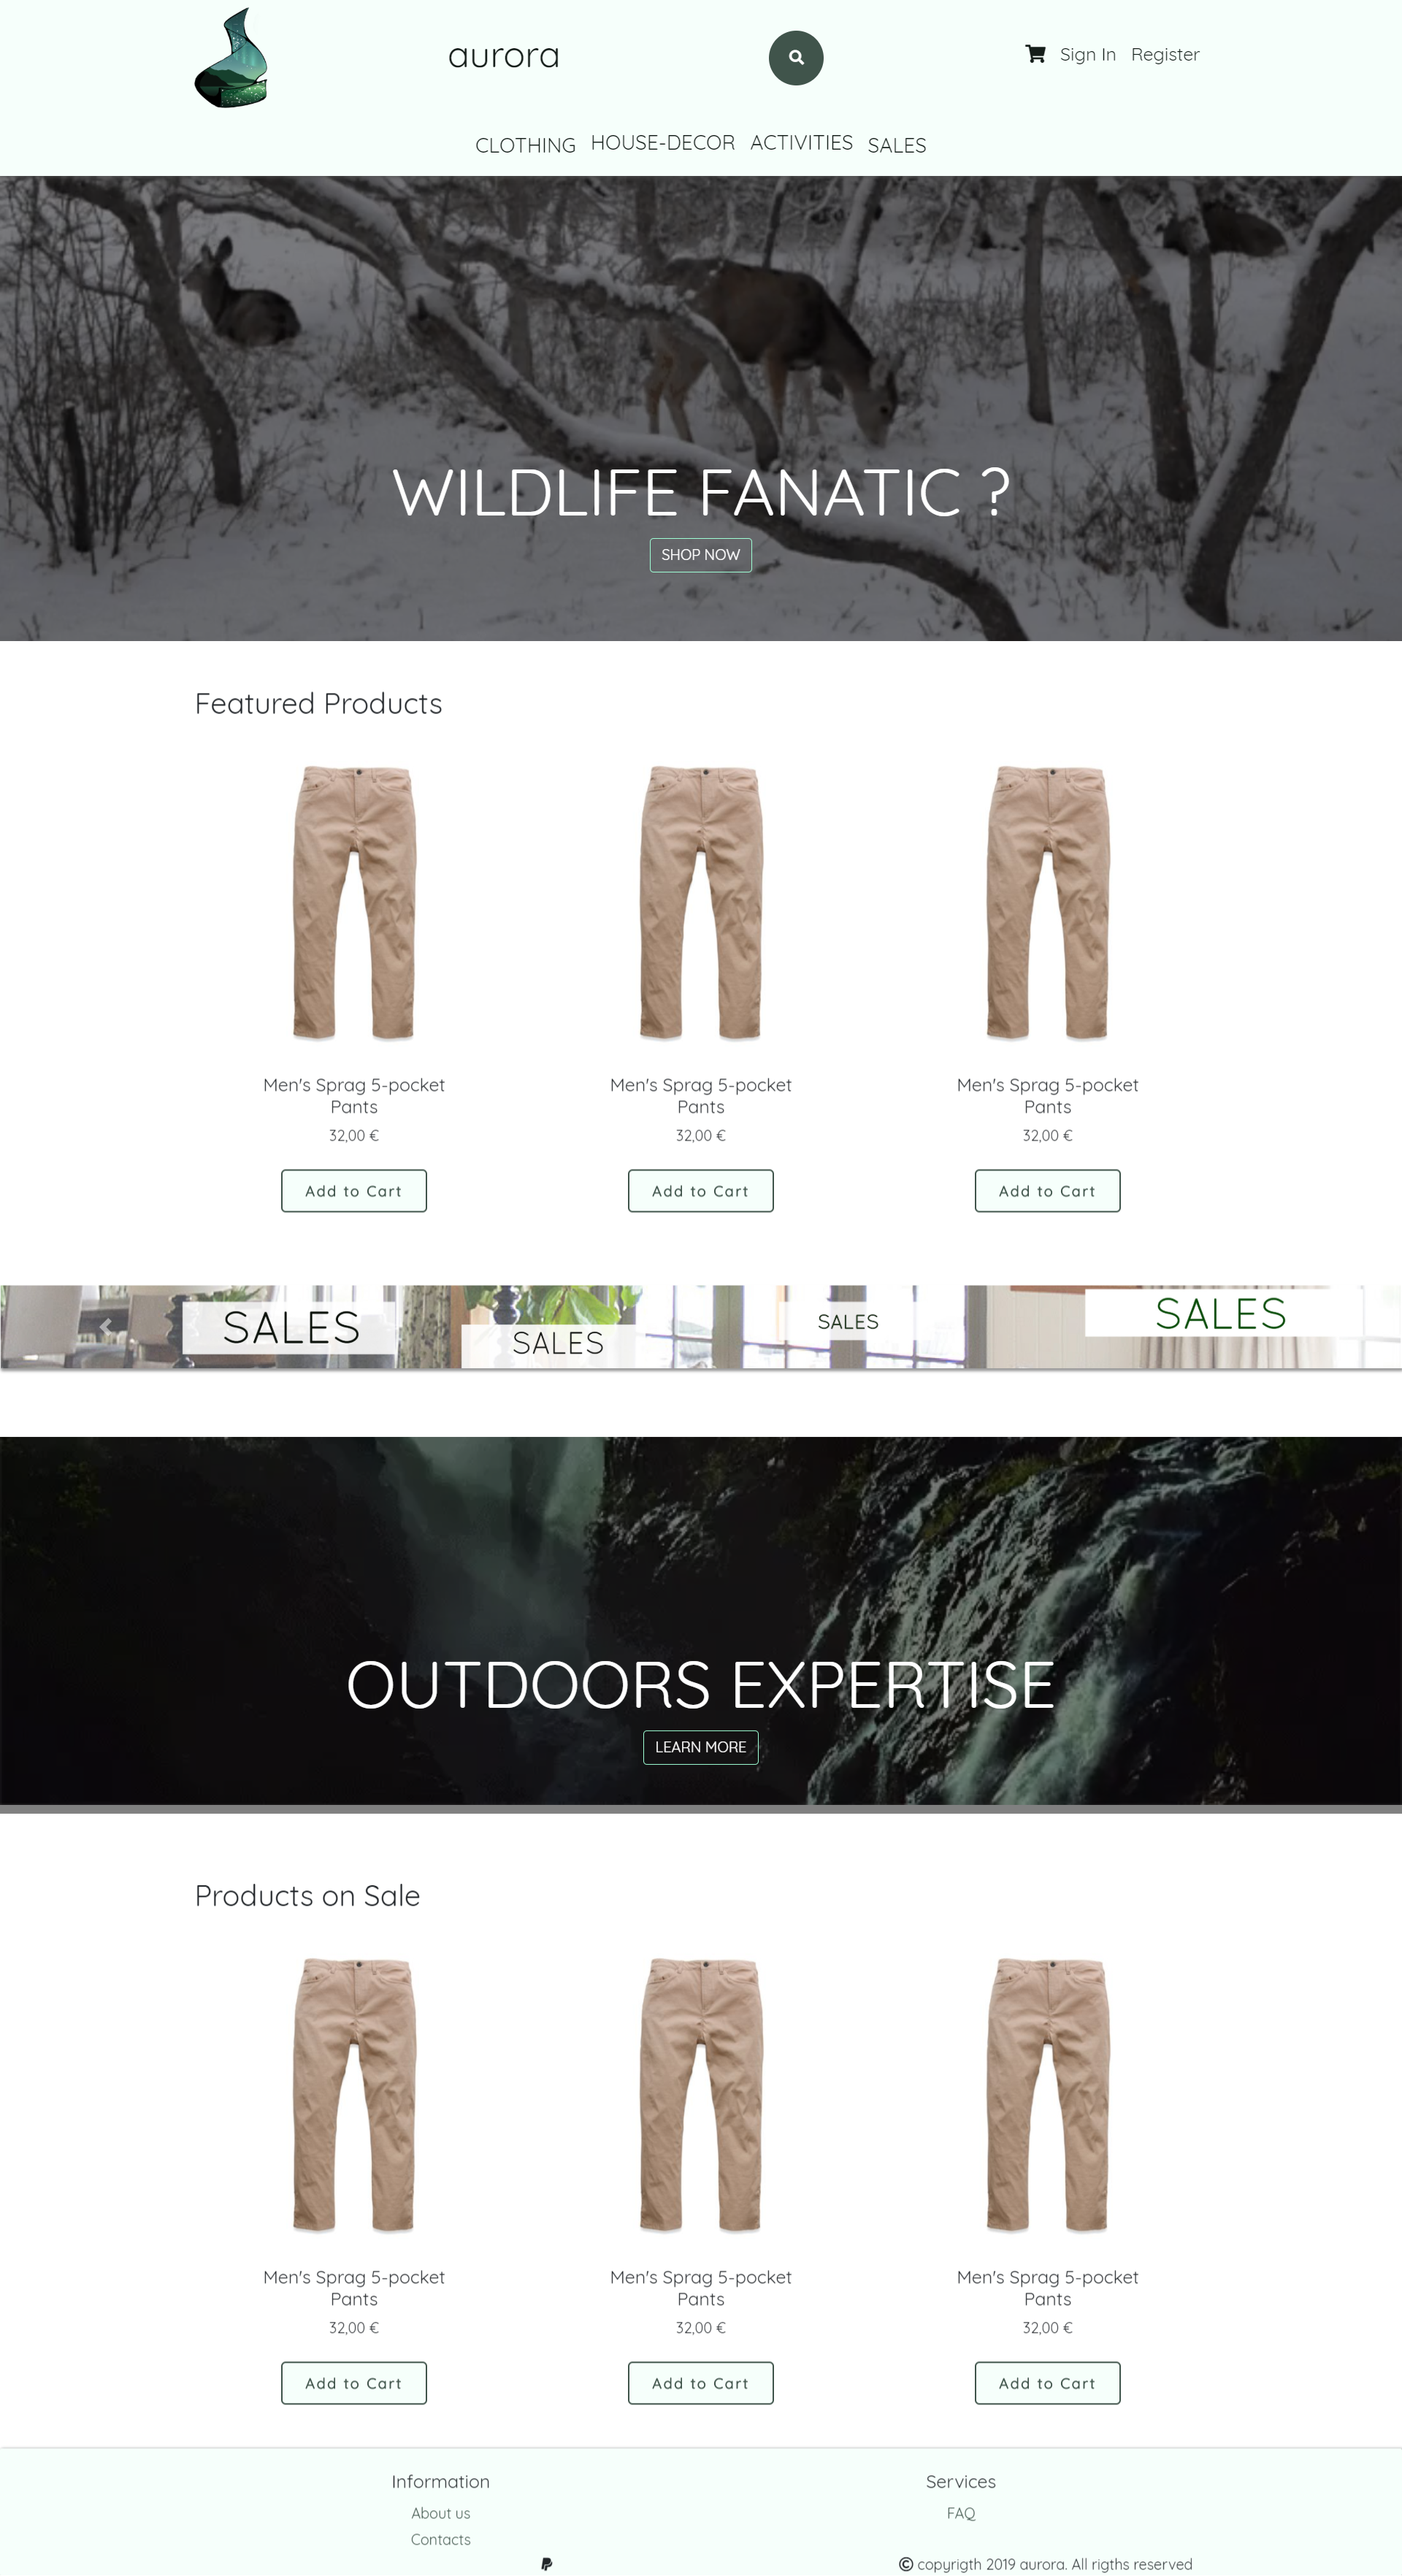 aurora
Sign In Register
CLOTHING HOUSE-DECOR ACTIVITIES SALES
WILDLIFE FANATIC ?
SHOP NOW
Featured Products
Men's Sprag 5-pocket
Pants
32,00 €
Add to Cart
Men's Sprag 5-pocket
Pants
32,00 €
Add to Cart
Men's Sprag 5-pocket
Pants
32,00 €
Add to Cart
SALES
SALES
SALES
SALES
OUTDOORS EXPERTISE
LEARN MORE
Products on Sale
Men's Sprag 5-pocket
Pants
32,00 €
Add to Cart
Men's Sprag 5-pocket
Pants
32,00 €
Add to Cart
Men's Sprag 5-pocket
Pants
32,00 €
Add to Cart
Information
About us
Contacts
Services
FAQ
© copyrigth 2019 aurora. All rigths reserved